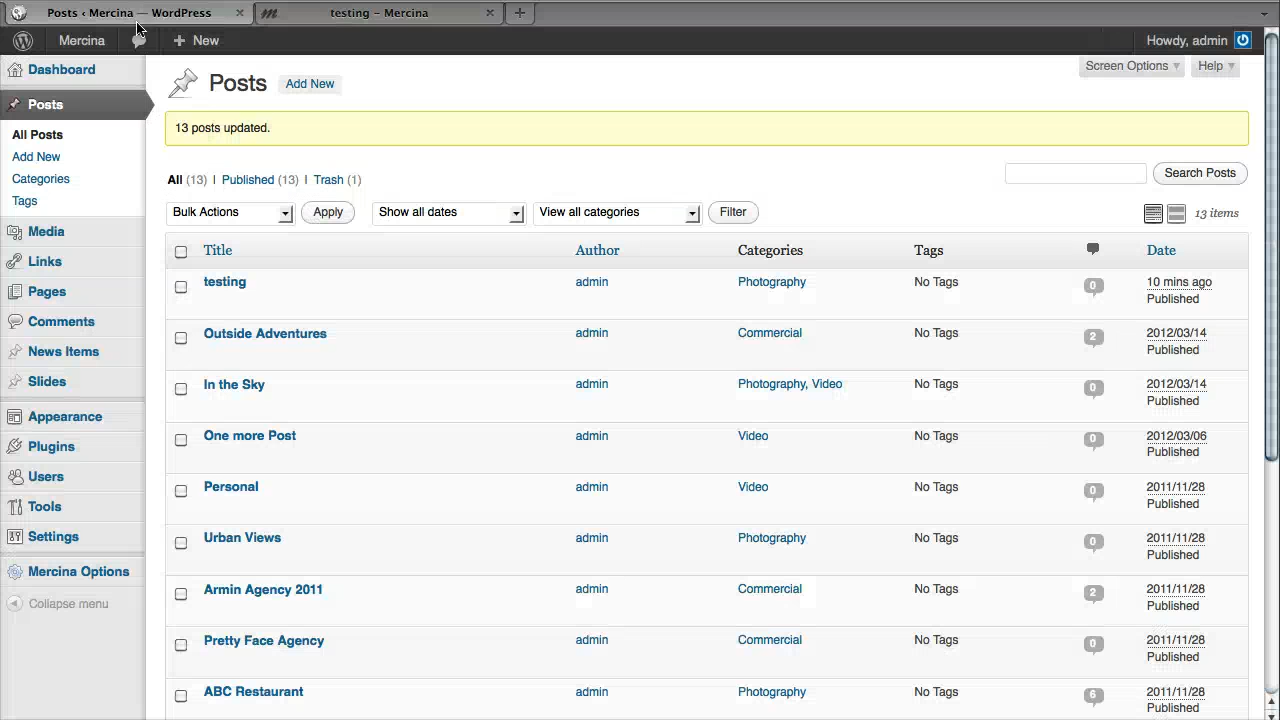 Posts ‹ Mercina — WordPress
testing – Mercina
Mercina
New
Howdy, admin
Dashboard
Posts
All Posts
Add New
Categories
Tags
Media
Links
Pages
Comments
News Items
Slides
Appearance
Plugins
Users
Tools
Settings
Mercina Options
Collapse menu
Screen Options
Help
Posts
Add New
13 posts updated.
All (13) | Published (13) | Trash (1)
Search Posts
Bulk Actions
Apply
Show all dates
View all categories
Filter
13 items
Title Author Categories Tags Date
testing admin Photography No Tags 0 10 mins ago
Published
Outside Adventures admin Commercial No Tags 2 2012/03/14
Published
In the Sky admin Photography, Video No Tags 0 2012/03/14
Published
One more Post admin Video No Tags 0 2012/03/06
Published
Personal admin Video No Tags 0 2011/11/28
Published
Urban Views admin Photography No Tags 0 2011/11/28
Published
Armin Agency 2011 admin Commercial No Tags 2 2011/11/28
Published
Pretty Face Agency admin Commercial No Tags 0 2011/11/28
Published
ABC Restaurant admin Photography No Tags 6 2011/11/28
Published